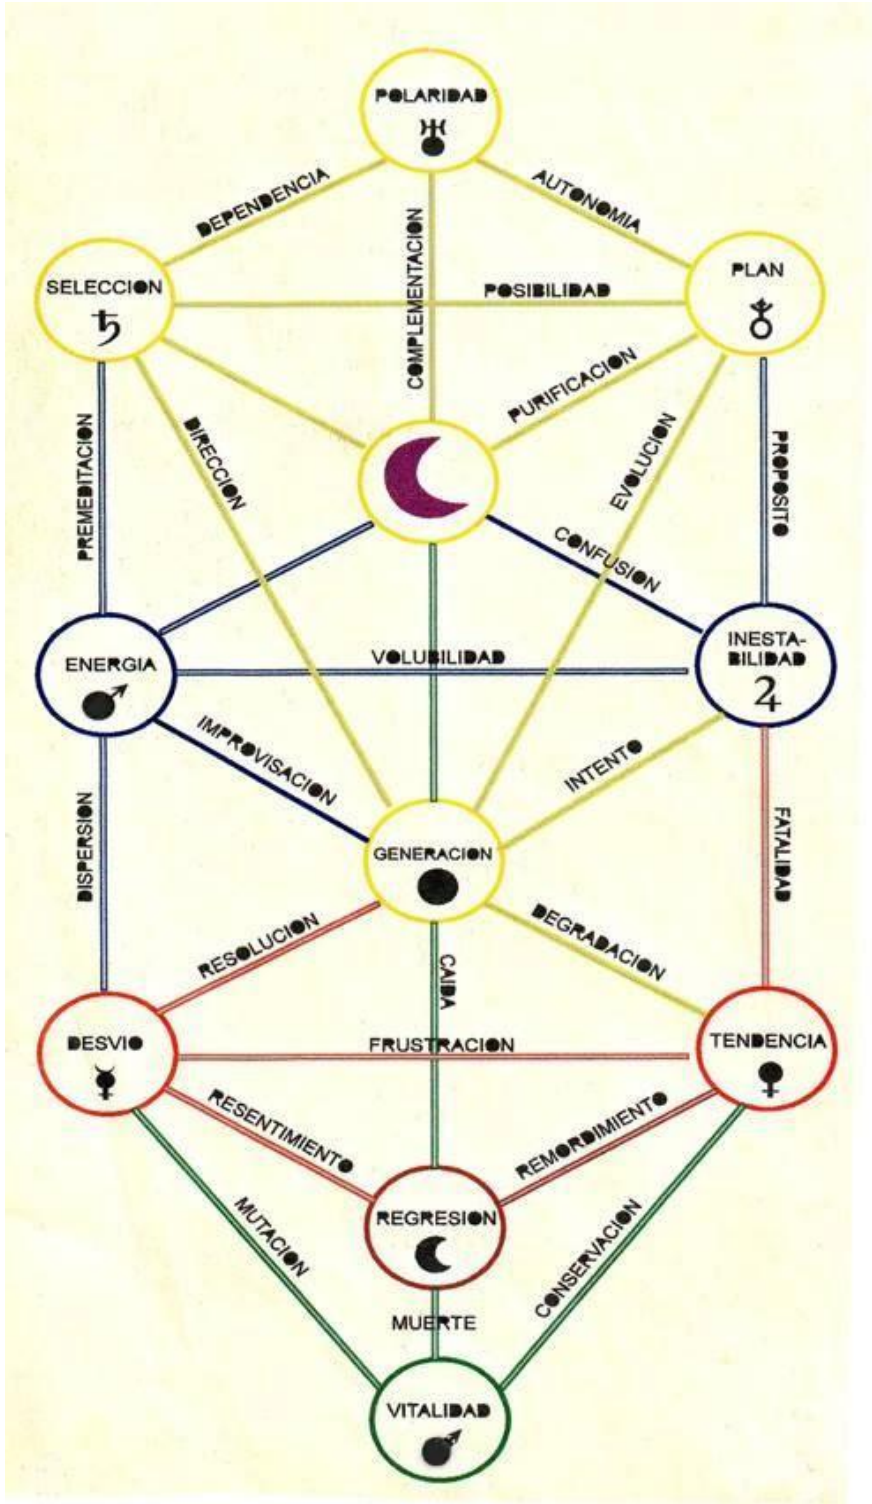 POLARIDAD
DEPENDENCIA
AUTONOMIA
COMPLEMENTACION
SELECCION
PLAN
POSIBILIDAD
PURIFICACION
DIRECCION
EVOLUCION
PREMEDITACION
PROPOSITO
CONFUSION
ENERGIA
INESTA-
BILIDAD
VOLUBILIDAD
IMPROVISACION
INTENTO
DISPERSION
FATALIDAD
GENERACION
RESOLUCION
DEGRADACION
CAIDA
DESVIO
TENDENCIA
FRUSTRACION
RESENTIMIENTO
REMORDIMIENTO
REGRESION
MUTACION
CONSERVACION
MUERTE
VITALIDAD